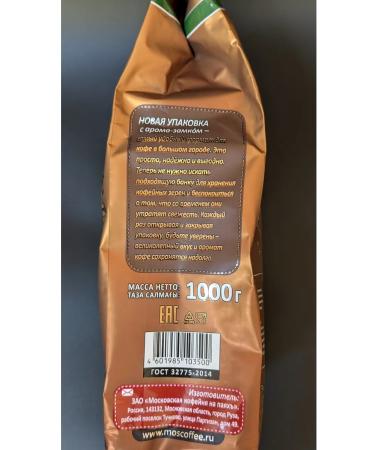 НОВАЯ УПАКОВКА
с арома-замком –
кофе в большом городе. Это
просто, надежно и выгодно.
Теперь не нужно искать
подходящую банку для хранения
кофейных зерен и беспокоиться
о том, что со временем они
утратят свежесть. Каждый
раз открывая и закрывая
упаковку, будьте уверены –
великолепный вкус и аромат
кофе сохранятся надолго.
МАССА НЕТТО:
ТАЗА САЛМАҒЫ: 1000 г
EAC
4 601985 103500
ГОСТ 32775-2014
Изготовитель:
ЗАО «Московская кофейня на паяхъ»,
Россия, 143132, Московская область, город Руза,
рабочий поселок Тучково, улица Партизан, дом 49.
www.moscoffee.ru